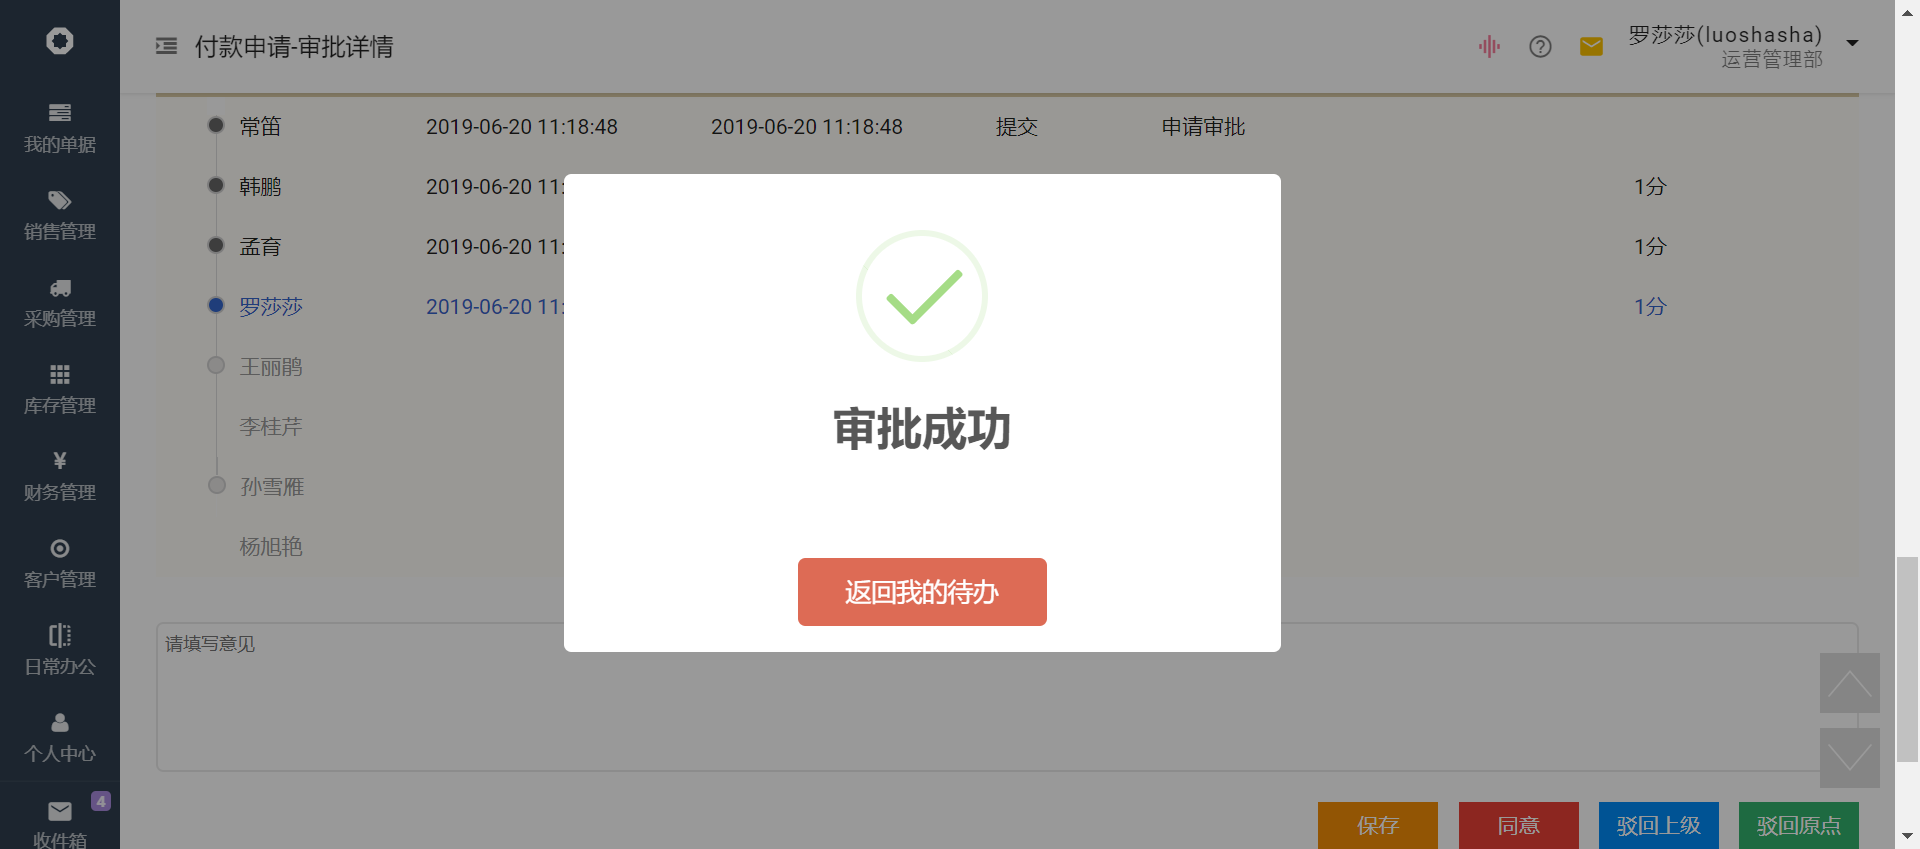 付款申请-审批详情
罗莎莎(luoshasha)
运营管理部
我的单据
销售管理
采购管理
库存管理
¥
财务管理
客户管理
日常办公
个人中心
4
收件箱
常笛 2019-06-20 11:18:48 2019-06-20 11:18:48 提交 申请审批
韩鹏 2019-06-20 11: 1分
孟育 2019-06-20 11: 1分
罗莎莎 2019-06-20 11: 1分
王丽鹃
李桂芹
孙雪雁
杨旭艳
审批成功
返回我的待办
请填写意见
保存 同意 驳回上级 驳回原点